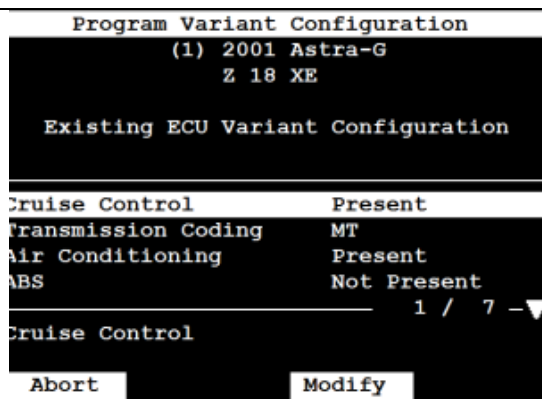 Program Variant Configuration
(1) 2001 Astra-G
Z 18 XE
Existing ECU Variant Configuration
Cruise Control Present
Transmission Coding MT
Air Conditioning Present
ABS Not Present
1 / 7
Cruise Control
Abort Modify